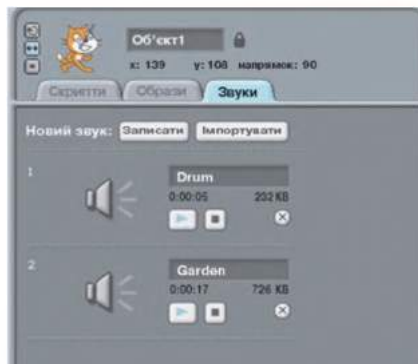 Об'єкт1
x: 139 y: 108 напрямок: 90
Скрипти Образи Звуки
Новий звук: Записати Імпортувати
1
Drum
0:00:05 232 KB
2
Garden
0:00:17 726 KB